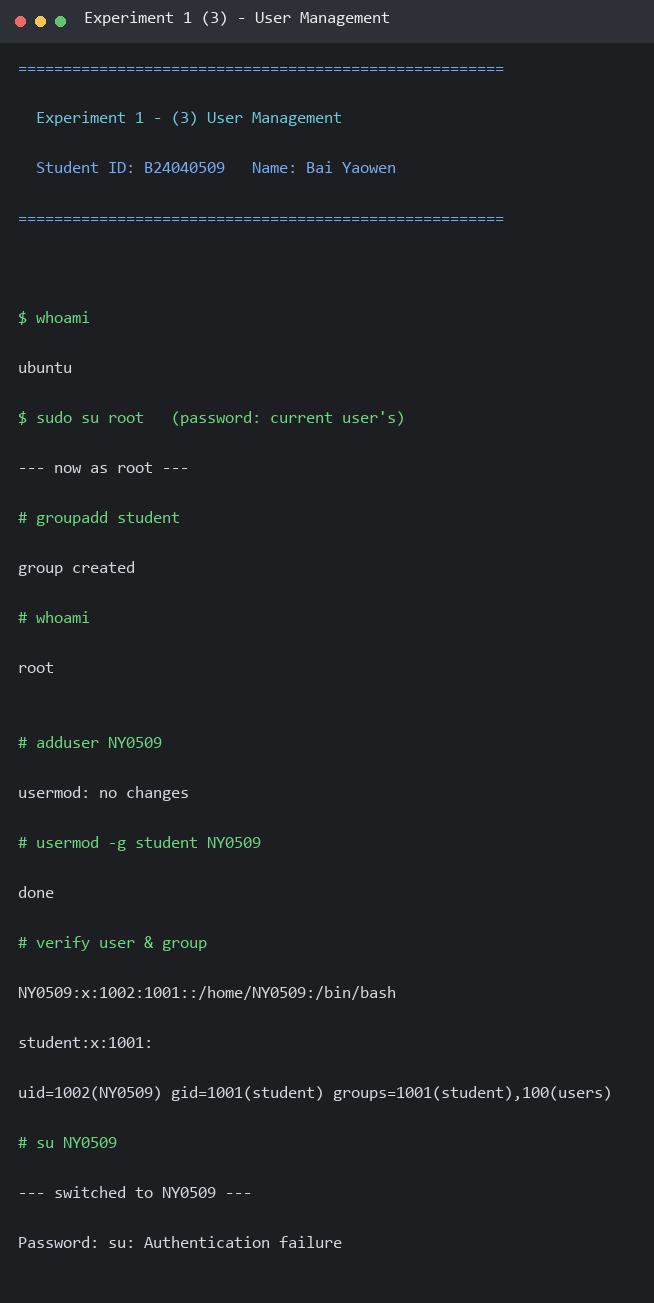 Experiment 1 (3) - User Management
======================================================
Experiment 1 - (3) User Management
Student ID: B24040509   Name: Bai Yaowen
======================================================
$ whoami
ubuntu
$ sudo su root   (password: current user's)
--- now as root ---
# groupadd student
group created
# whoami
root
# adduser NY0509
usermod: no changes
# usermod -g student NY0509
done
# verify user & group
NY0509:x:1002:1001::/home/NY0509:/bin/bash
student:x:1001:
uid=1002(NY0509) gid=1001(student) groups=1001(student),100(users)
# su NY0509
--- switched to NY0509 ---
Password: su: Authentication failure